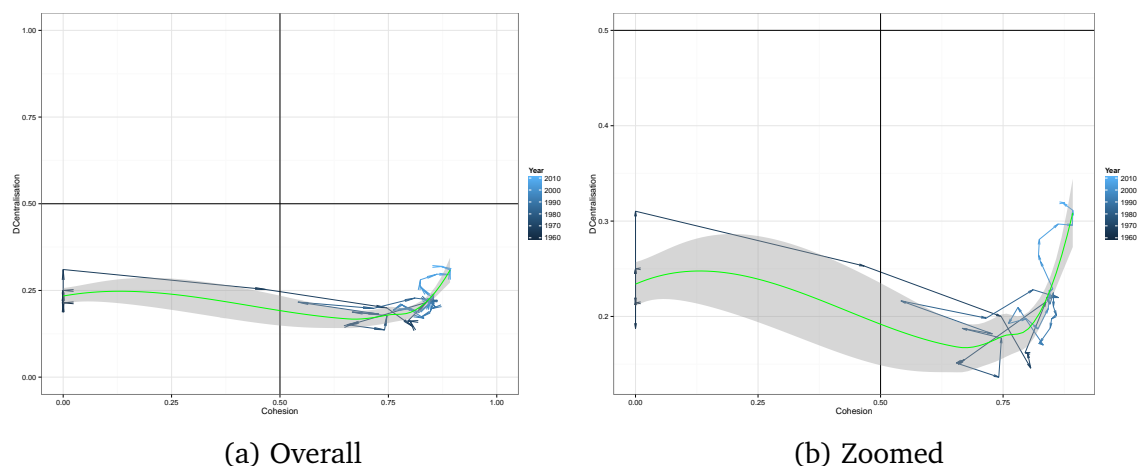 1.00
0.75
0.50
0.25
0.00
DCentralisation
0.00 0.25 0.50 0.75 1.00
Cohesion
Year
2010
2000
1990
1980
1970
1960
(a) Overall
0.5
0.4
0.3
0.2
DCentralisation
0.00 0.25 0.50 0.75
Cohesion
Year
2010
2000
1990
1980
1970
1960
(b) Zoomed